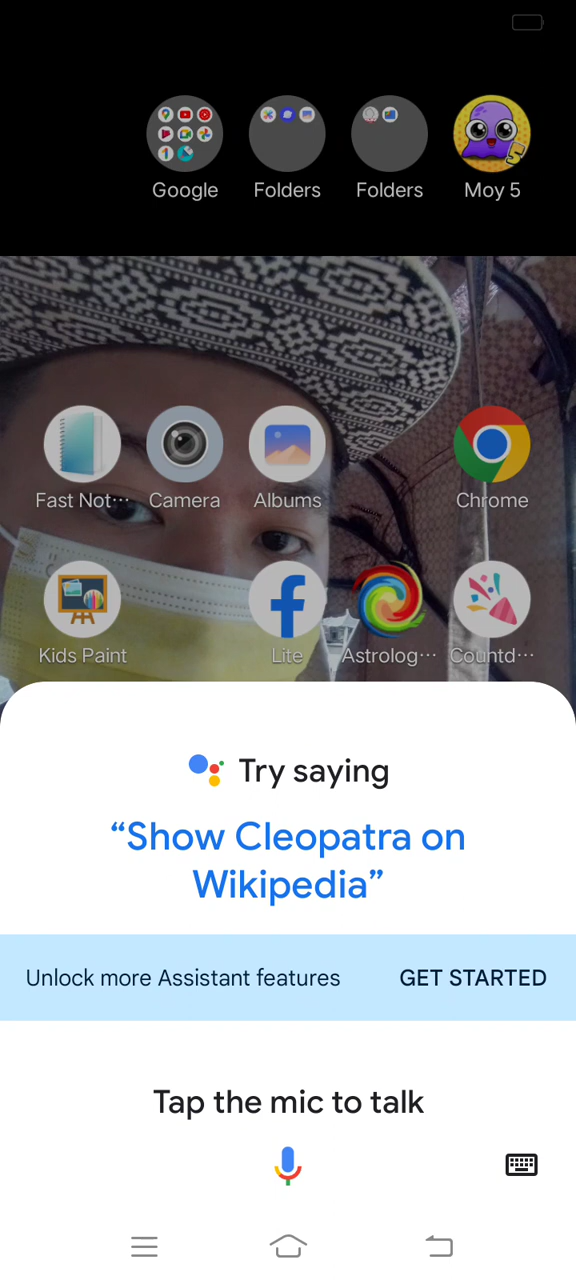 Google Folders Folders Moy 5
Fast Not··· Camera Albums Chrome
Kids Paint Lite Astrolog··· Countd···
Try saying
“Show Cleopatra on
Wikipedia”
Unlock more Assistant features GET STARTED
Tap the mic to talk